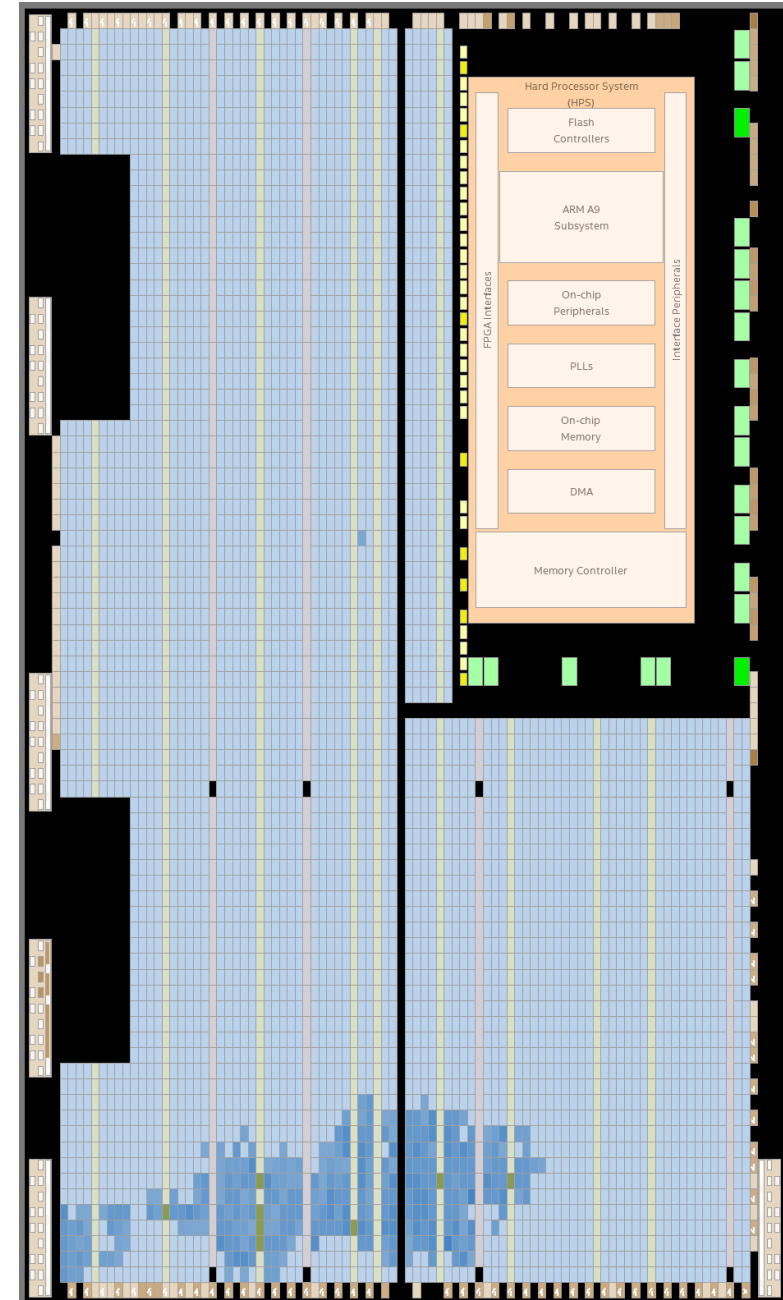 Hard Processor System
(HPS)
Flash
Controllers
ARM A9
Subsystem
On-chip
Peripherals
PLLs
On-chip
Memory
DMA
Memory Controller
FPGA Interfaces
Interface Peripherals